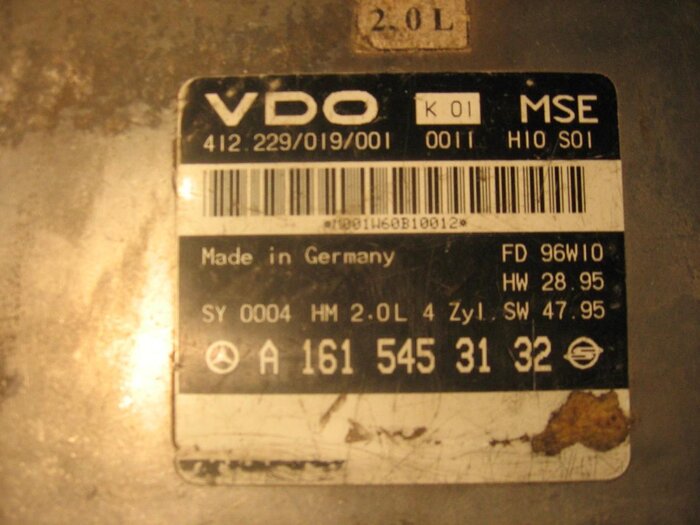 2.0L
VDO K 01 MSE
412.229/019/001 0011 H10 S01
*M001W60B10012*
Made in Germany FD 96W10
HW 28.95
SY 0004 HM 2.0L 4 Zyl. SW 47.95
A 161 545 31 32